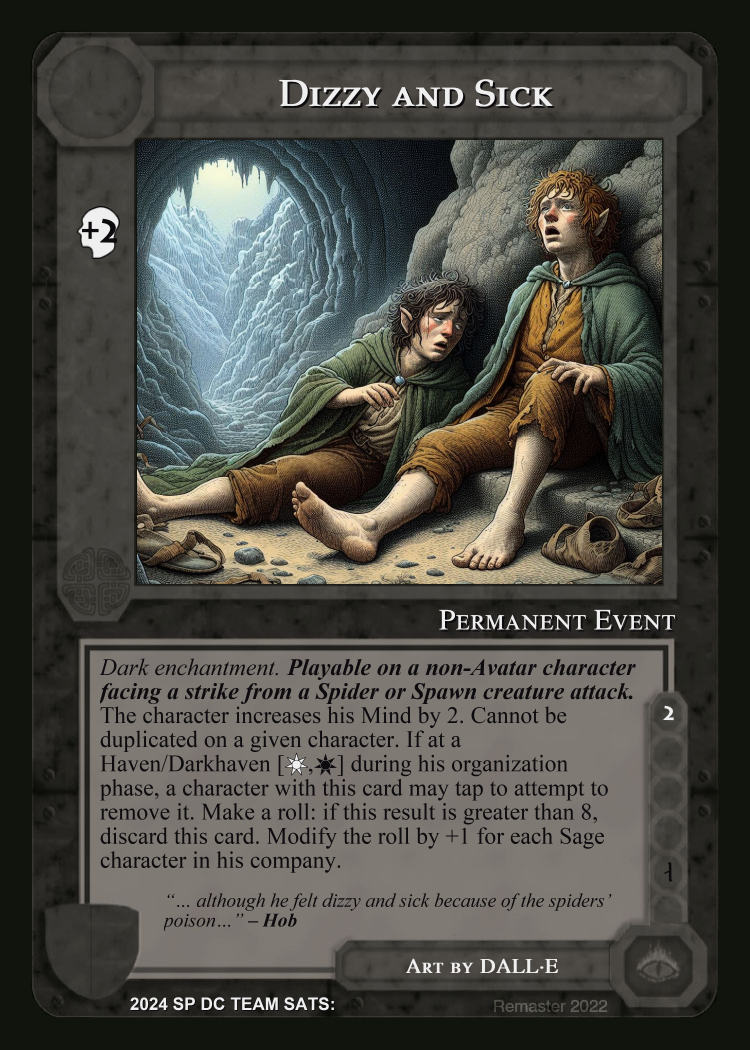 Dizzy and Sick
+2
Permanent Event
Dark enchantment. Playable on a non-Avatar character
facing a strike from a Spider or Spawn creature attack.
The character increases his Mind by 2. Cannot be
duplicated on a given character. If at a
Haven/Darkhaven [☀,☀] during his organization
phase, a character with this card may tap to attempt to
remove it. Make a roll: if this result is greater than 8,
discard this card. Modify the roll by +1 for each Sage
character in his company.
2
“... although he felt dizzy and sick because of the spiders’
poison...” – Hob
Art by DALL·E
2024 SP DC TEAM SATS:
Remaster 2022